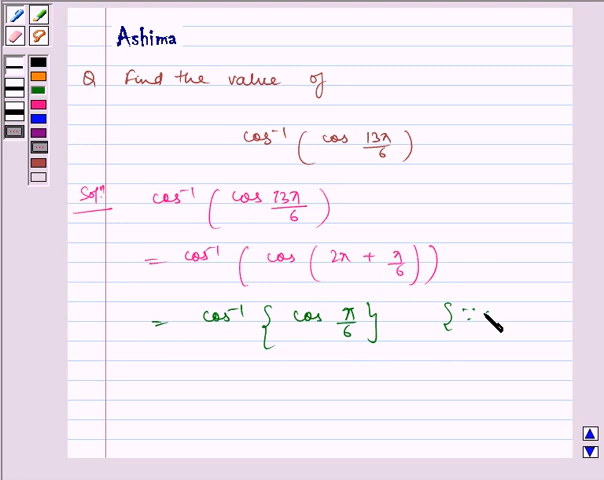 Ashima
Q Find the value of
cos⁻¹ ( cos 13π/6 )
Solⁿ cos⁻¹ ( cos 13π/6 )
= cos⁻¹ ( cos ( 2π + π/6 ) )
= cos⁻¹ { cos π/6 } { ∵